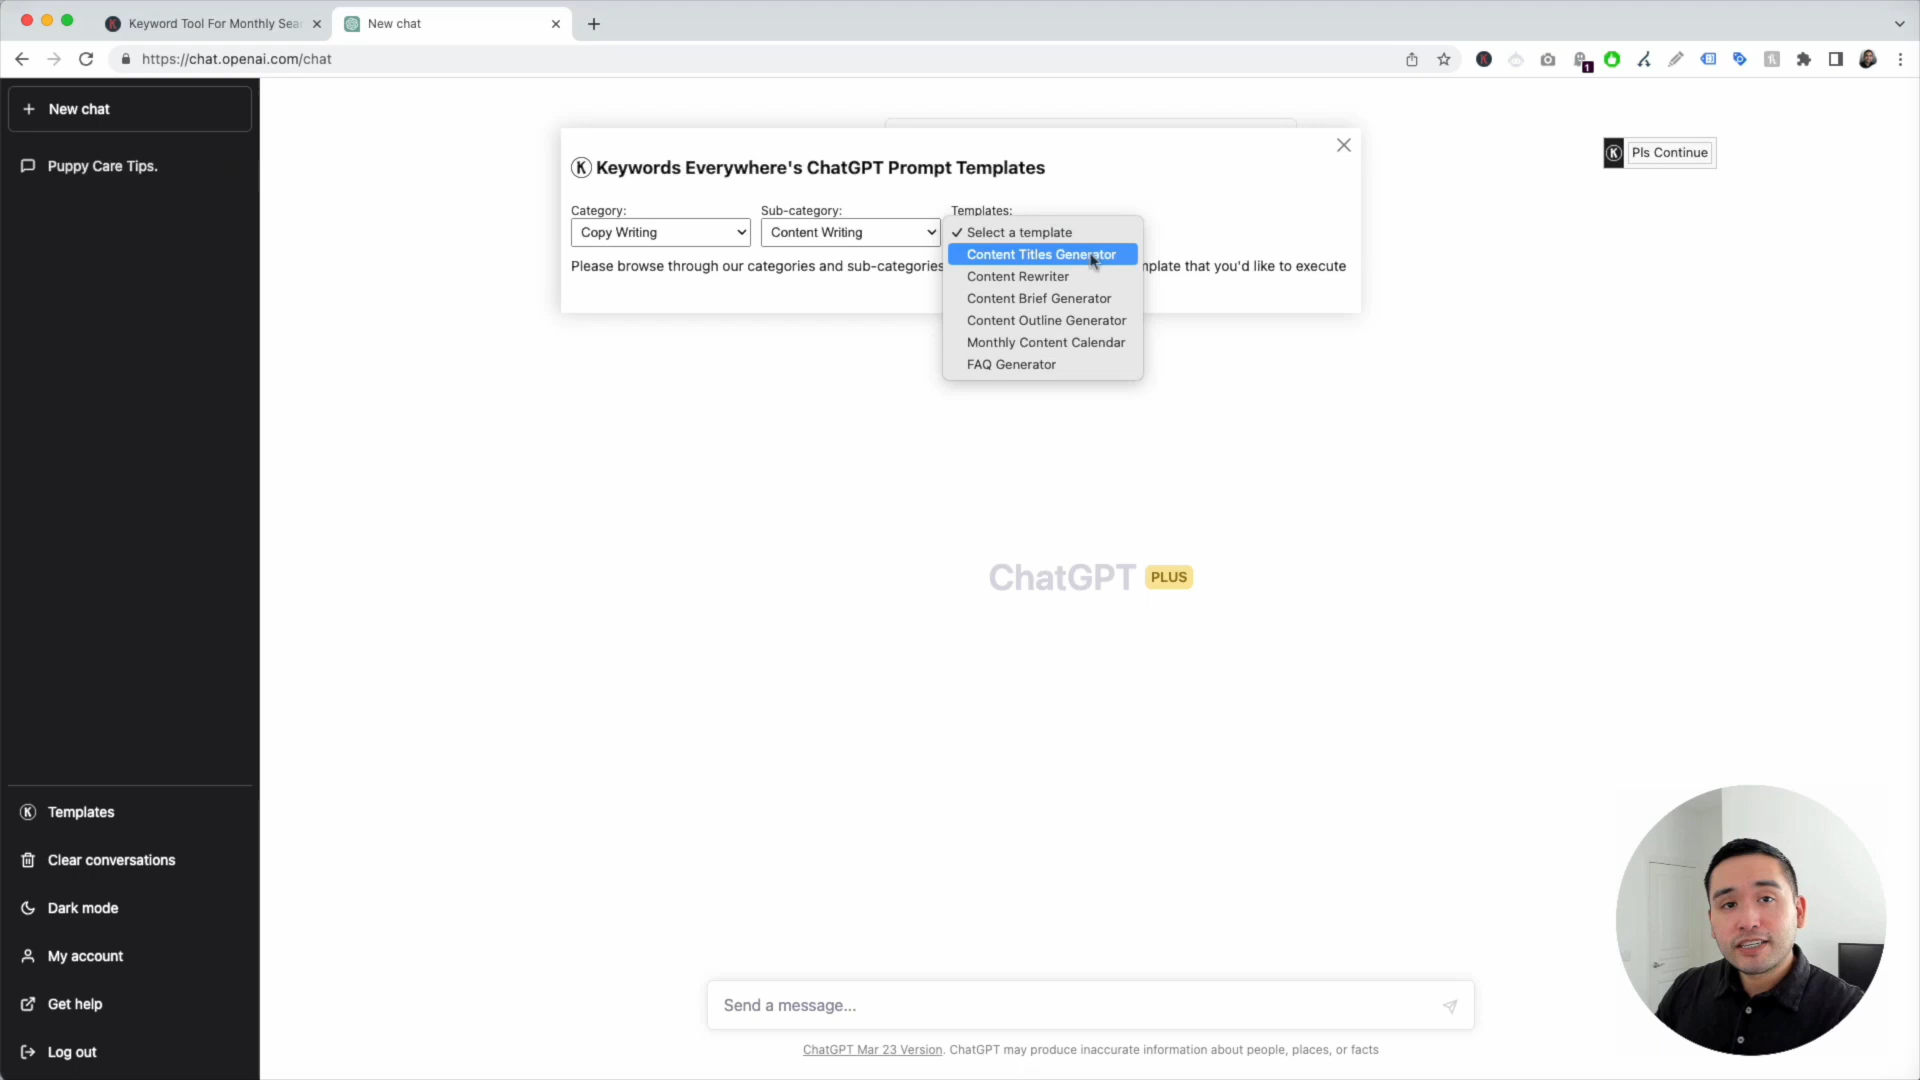 Keyword Tool For Monthly Sear
New chat
https://chat.openai.com/chat
1
New chat
Puppy Care Tips.
Keywords Everywhere's ChatGPT Prompt Templates
Pls Continue
Category:
Sub-category:
Templates:
Copy Writing
Content Writing
✓ Select a template
Content Titles Generator
Please browse through our categories and sub-categories
mplate that you'd like to execute
Content Rewriter
Content Brief Generator
Content Outline Generator
Monthly Content Calendar
FAQ Generator
ChatGPT PLUS
Templates
Clear conversations
Dark mode
My account
Get help
Log out
Send a message...
ChatGPT Mar 23 Version. ChatGPT may produce inaccurate information about people, places, or facts